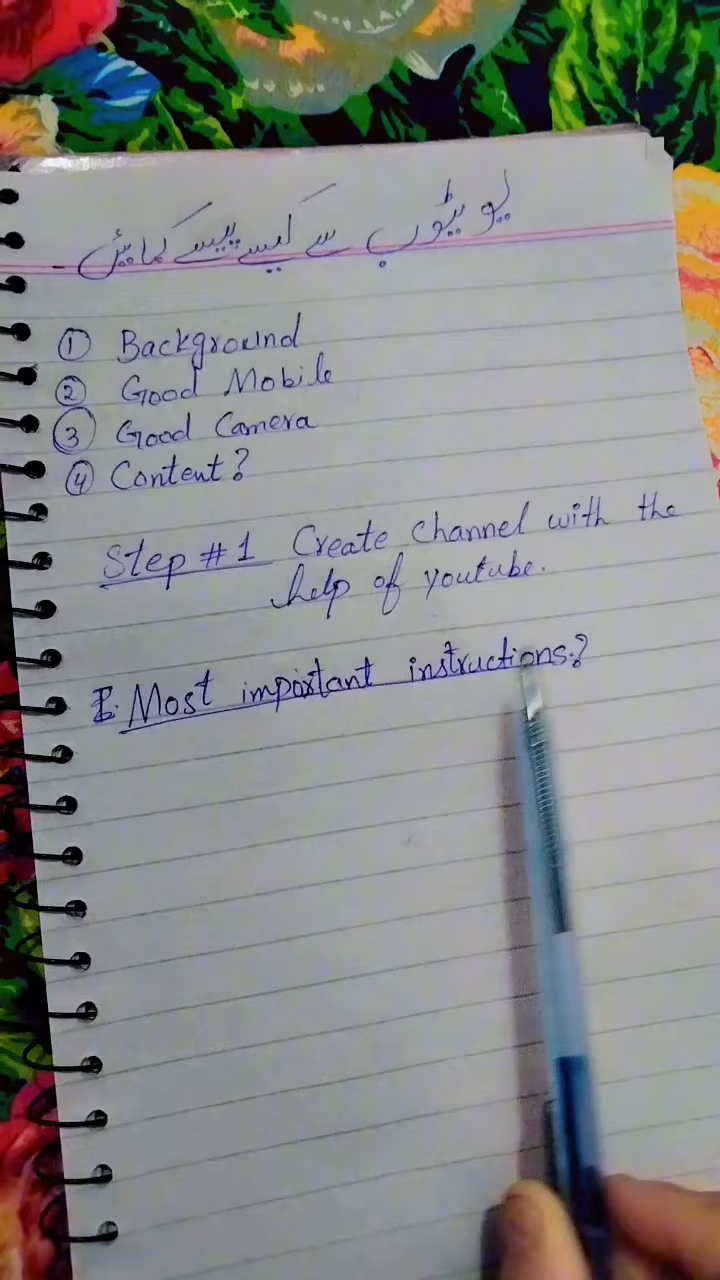 یوٹیوب سے کیسے پیسے کمائیں۔
① Background
② Good Mobile
③ Good Camera
④ Content?
Step #1 Create channel with the
help of youtube.
I. Most important instructions.?